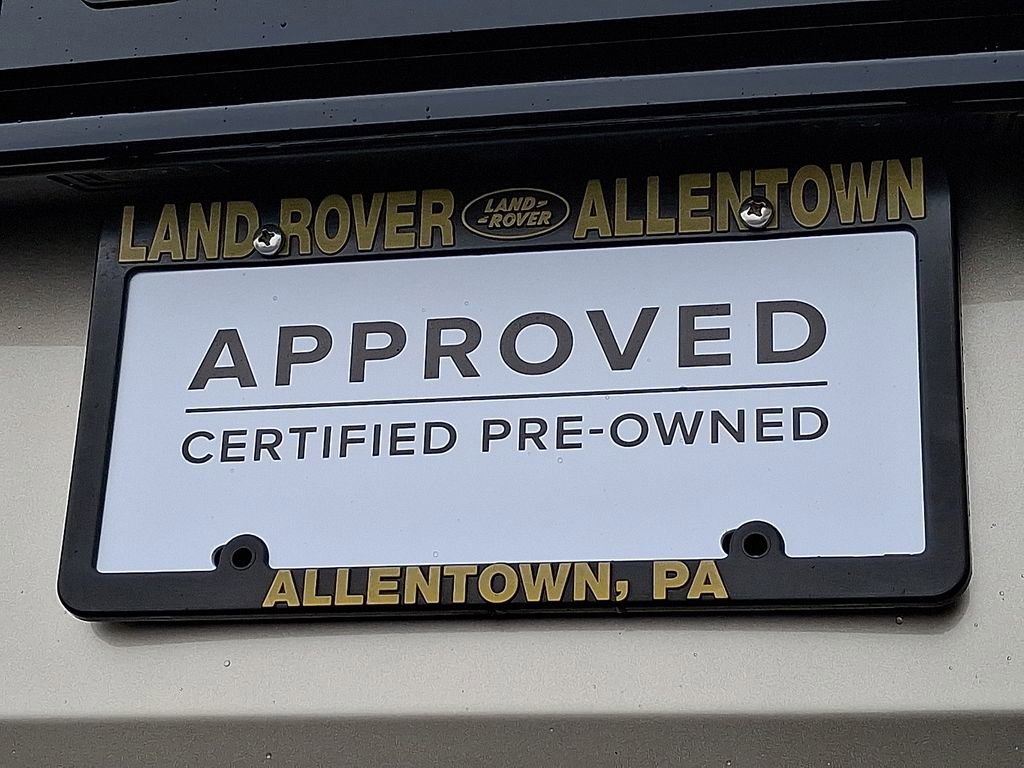 LAND ROVER LAND-ROVER ALLENTOWN
APPROVED
CERTIFIED PRE-OWNED
ALLENTOWN, PA